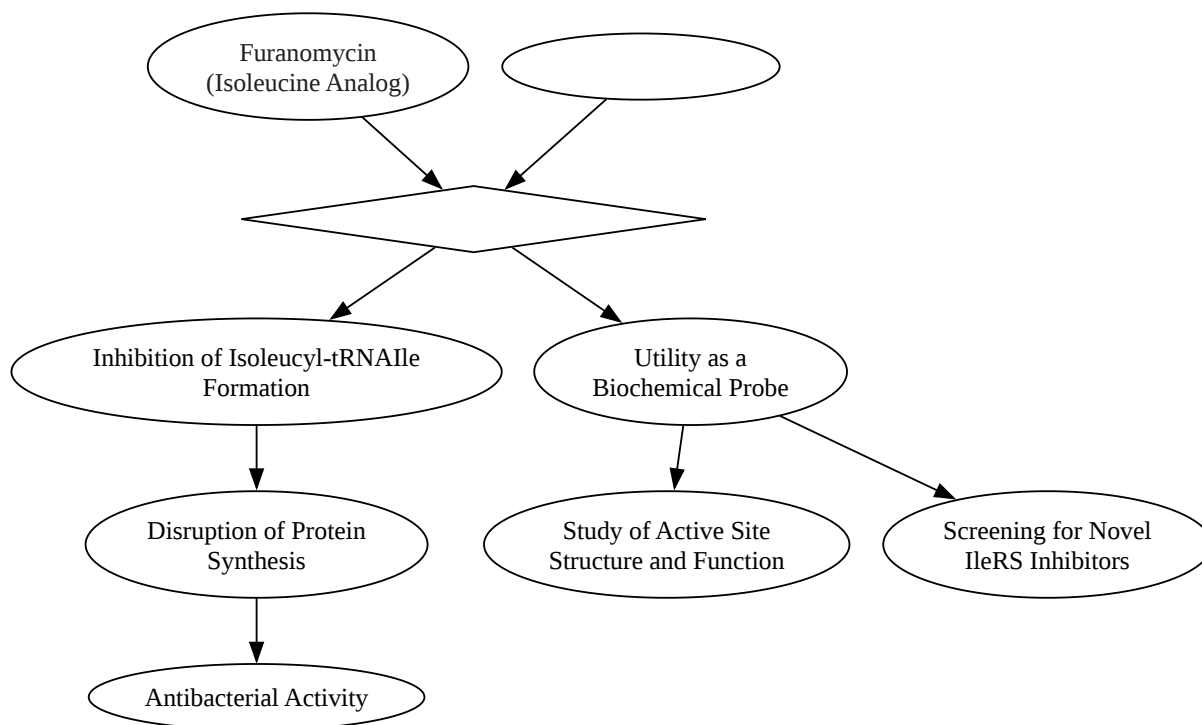 Furanomycin
(Isoleucine Analog)
Inhibition of Isoleucyl-tRNAIle
Formation
Utility as a
Biochemical Probe
Disruption of Protein
Synthesis
Study of Active Site
Structure and Function
Screening for Novel
IleRS Inhibitors
Antibacterial Activity